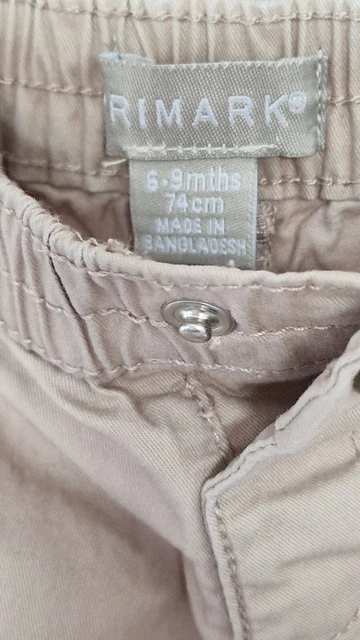 RIMARK®
6-9mths
74cm
MADE IN
BANGLADESH